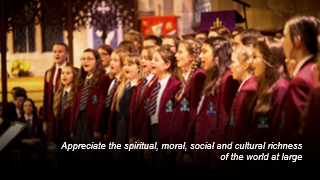 Appreciate the spiritual, moral, social and cultural richness
of the world at large